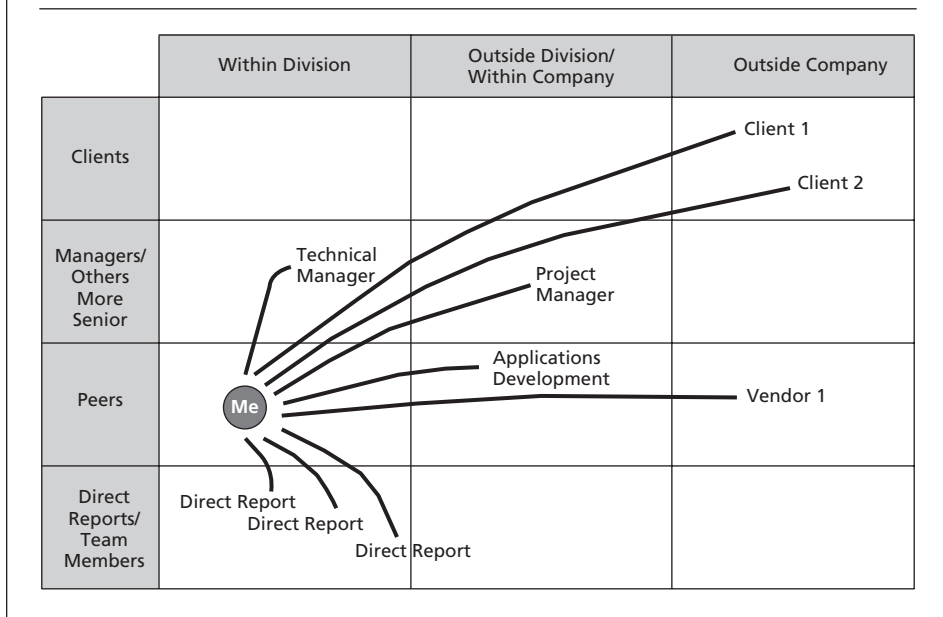 Within Division
Outside Division/
Within Company
Outside Company
Clients
Client 1
Client 2
Managers/
Others
More
Senior
Technical
Manager
Project
Manager
Peers
Me
Applications
Development
Vendor 1
Direct
Reports/
Team
Members
Direct Report
Direct Report
Direct Report